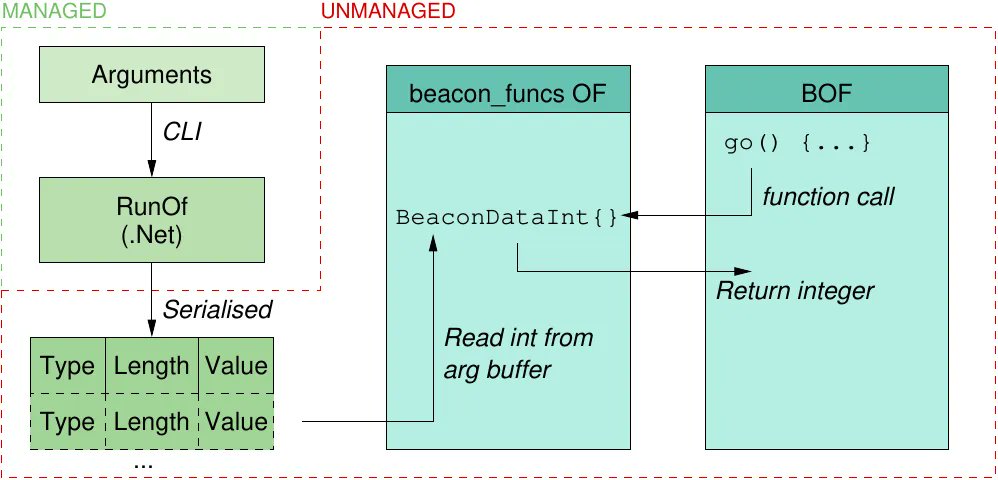 MANAGED
UNMANAGED
Arguments
CLI
RunOf
(.Net)
Serialised
Type Length Value
Type Length Value
...
beacon_funcs OF
BeaconDataInt{}
Read int from
arg buffer
BOF
go() {...}
function call
Return integer